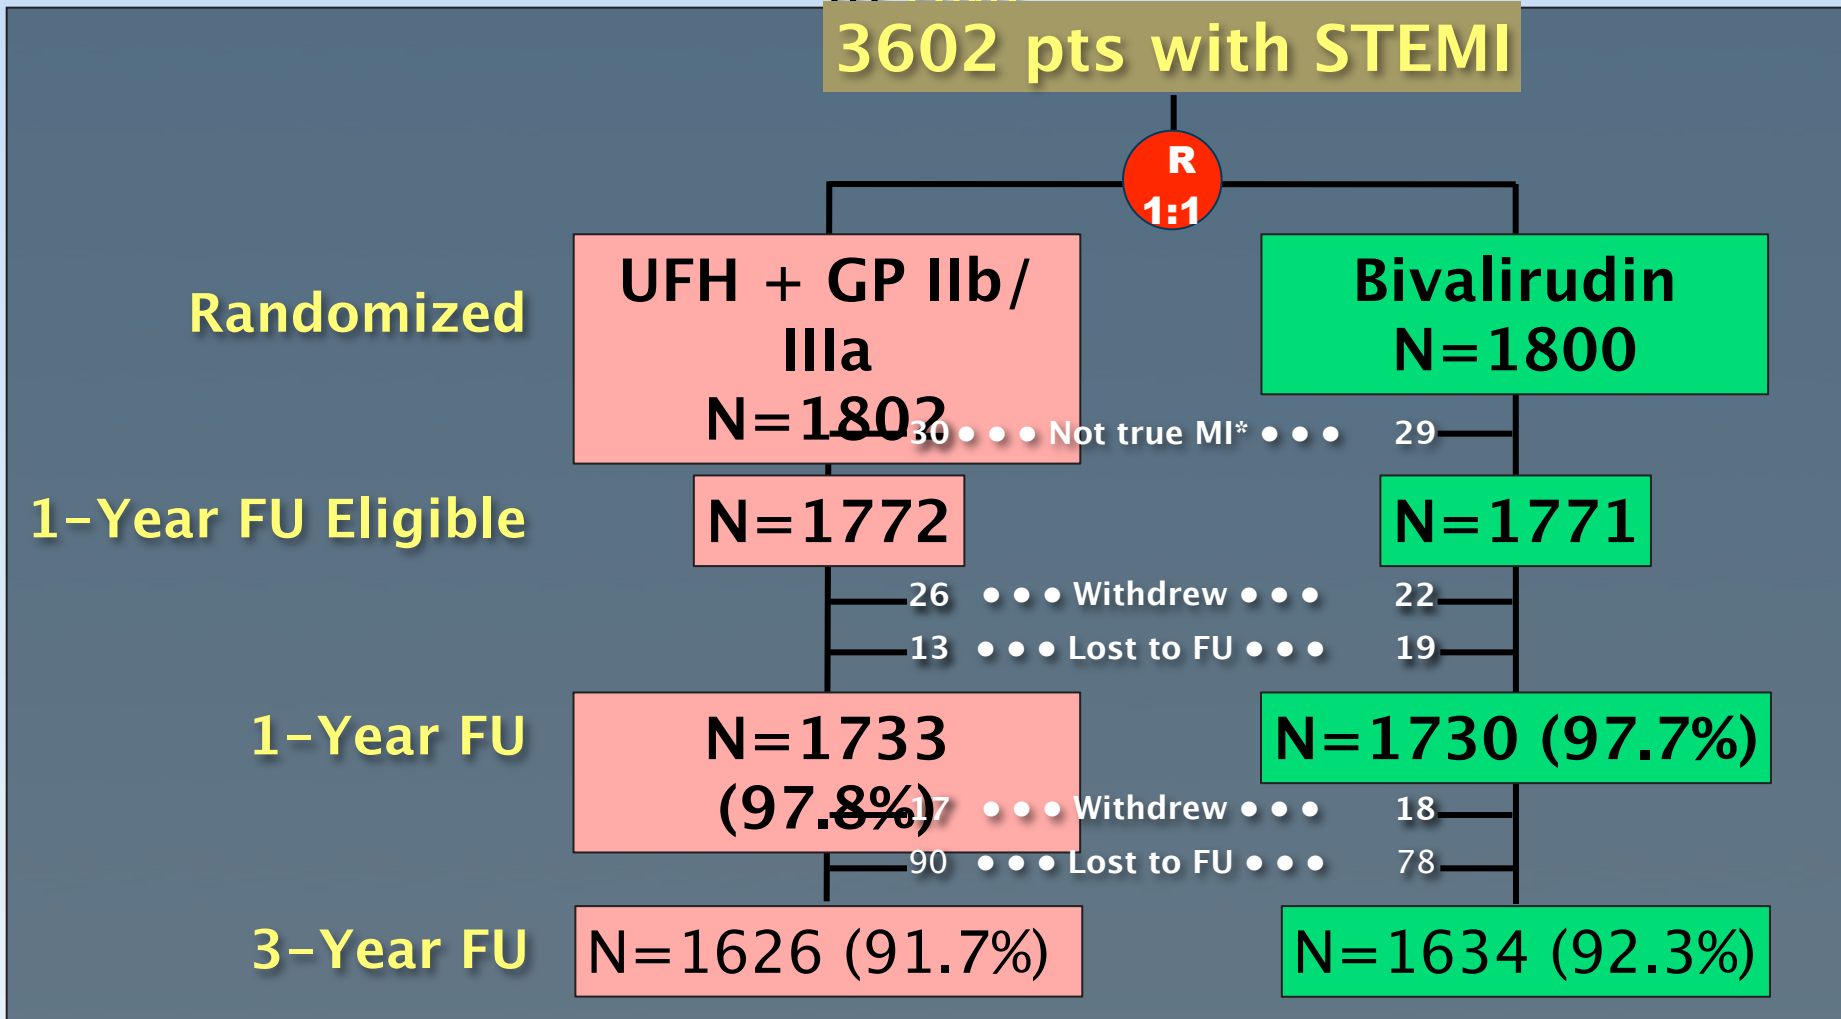 3602 pts with STEMI
R
1:1
Randomized
UFH + GP IIb/
IIIa
N=1802
Bivalirudin
N=1800
30 • • • Not true MI* • • • 29
1-Year FU Eligible
N=1772
N=1771
26 • • • Withdrew • • • 22
13 • • • Lost to FU • • • 19
1-Year FU
N=1733
(97.8%)
N=1730 (97.7%)
17 • • • Withdrew • • • 18
90 • • • Lost to FU • • • 78
3-Year FU
N=1626 (91.7%)
N=1634 (92.3%)